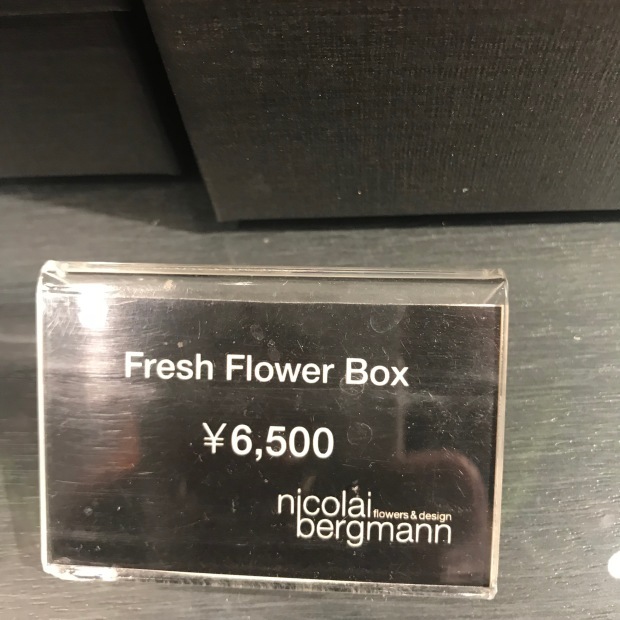 Fresh Flower Box
¥6,500
nicolai flowers & design
bergmann